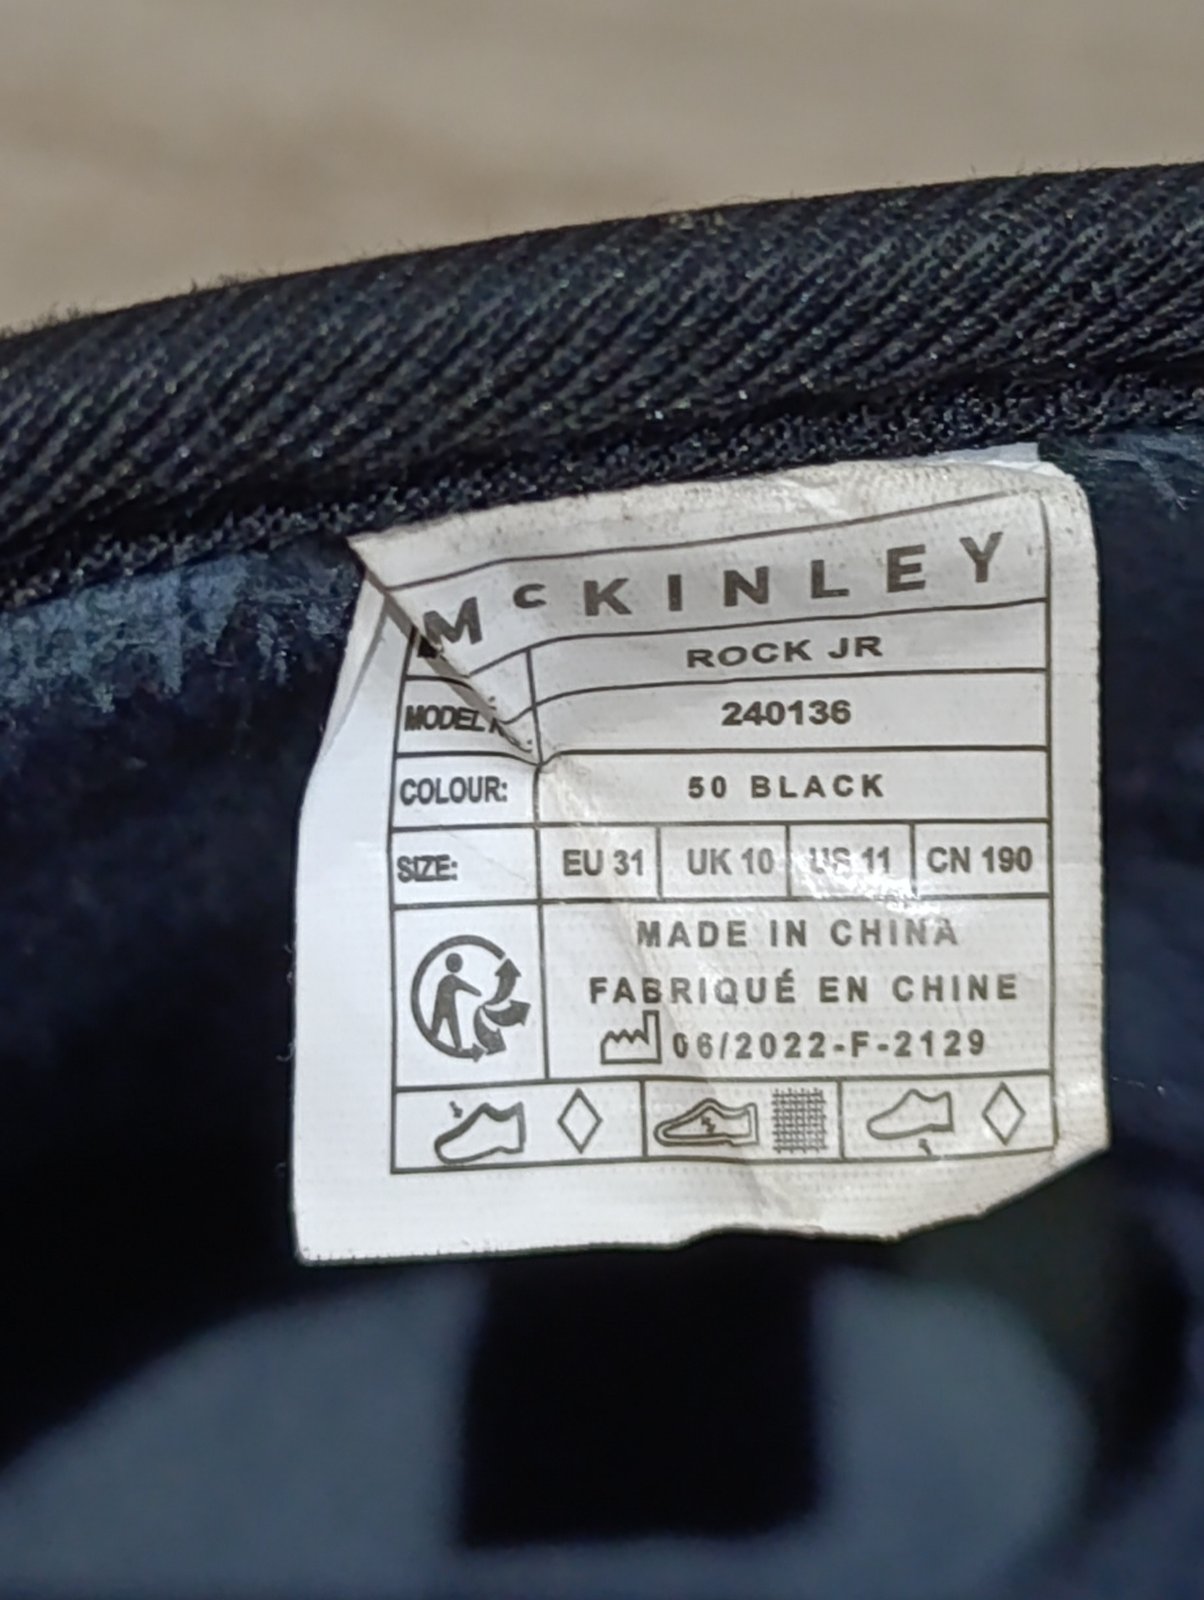 McKINLEY
ROCK JR
MODEL 240136
COLOUR: 50 BLACK
SIZE: EU 31 UK 10 US 11 CN 190
MADE IN CHINA
FABRIQUÉ EN CHINE
06/2022-F-2129